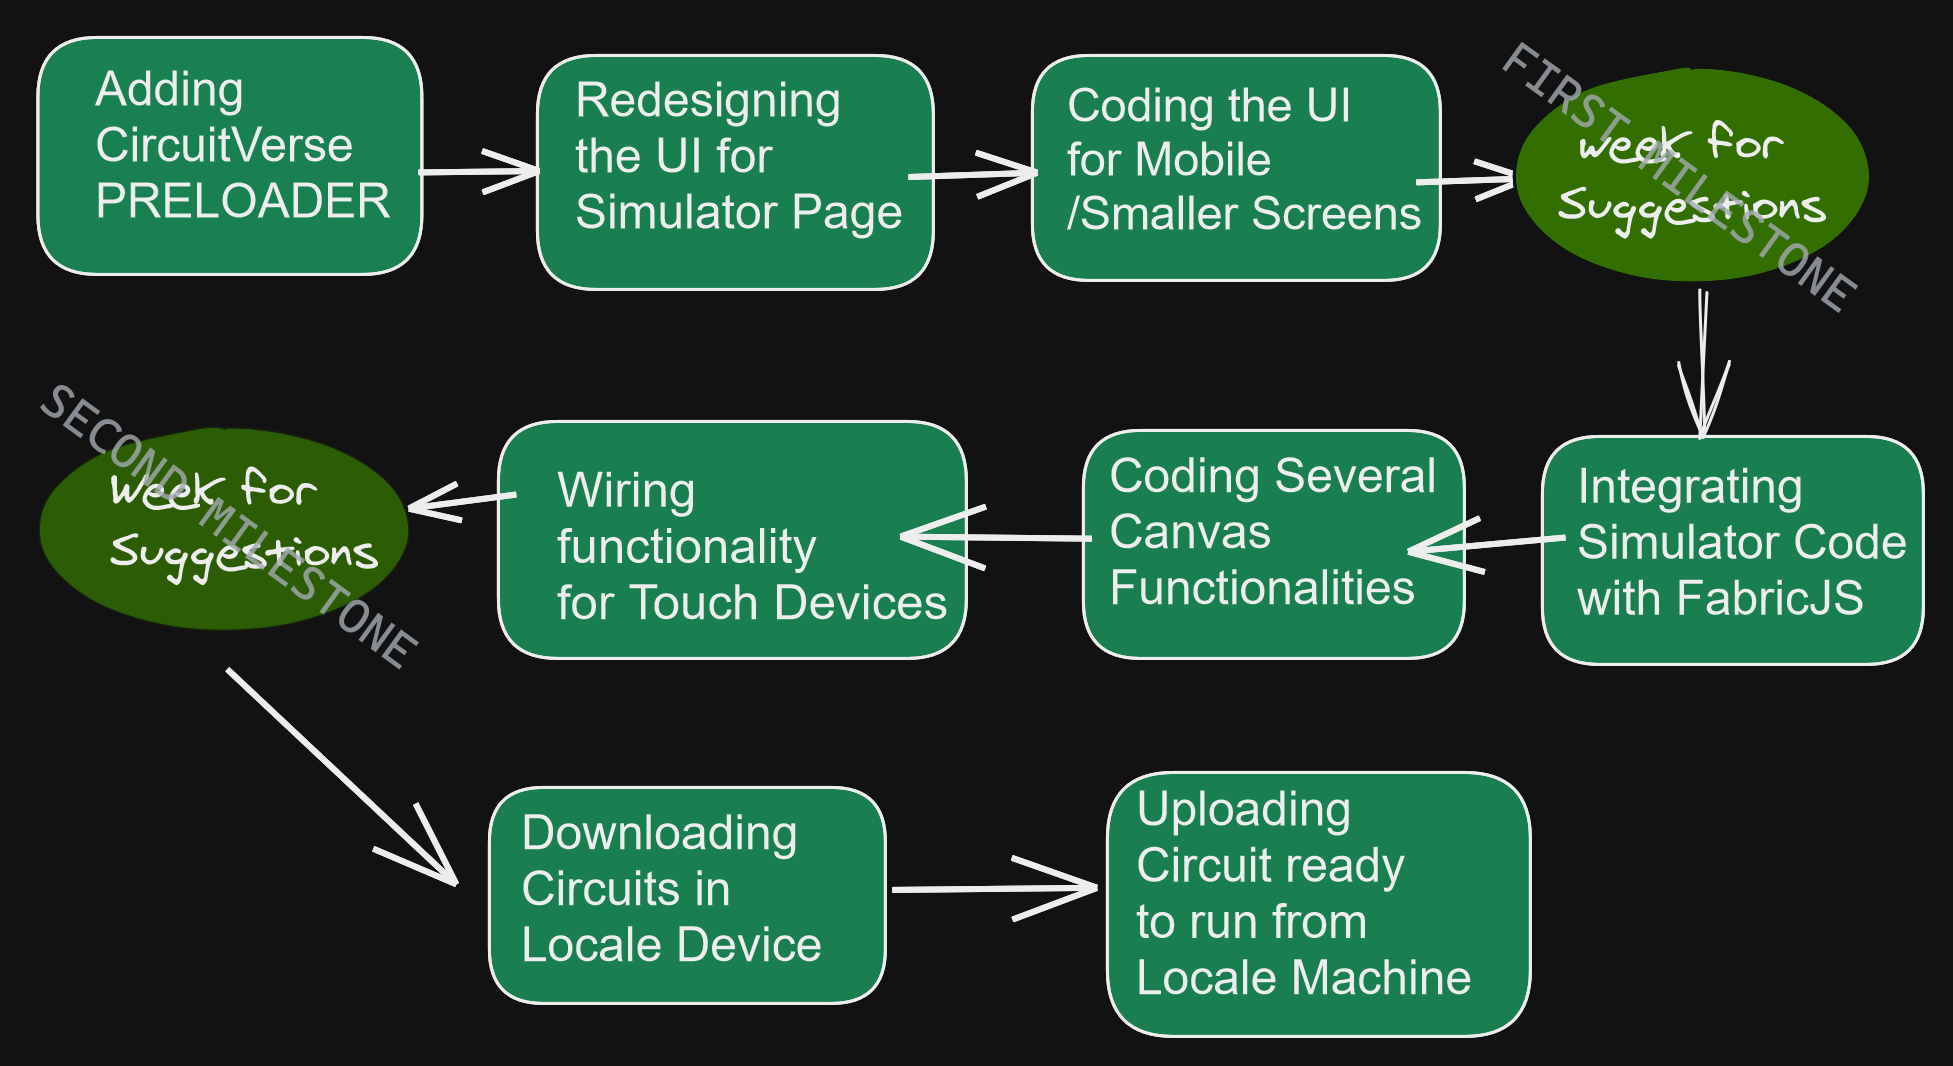 Adding
CircuitVerse
PRELOADER
Redesigning
the UI for
Simulator Page
Coding the UI
for Mobile
/Smaller Screens
FIRST MILESTONE
Week for
Suggestions
Integrating
Simulator Code
with FabricJS
Coding Several
Canvas
Functionalities
Wiring
functionality
for Touch Devices
SECOND MILESTONE
Week for
Suggestions
Downloading
Circuits in
Locale Device
Uploading
Circuit ready
to run from
Locale Machine